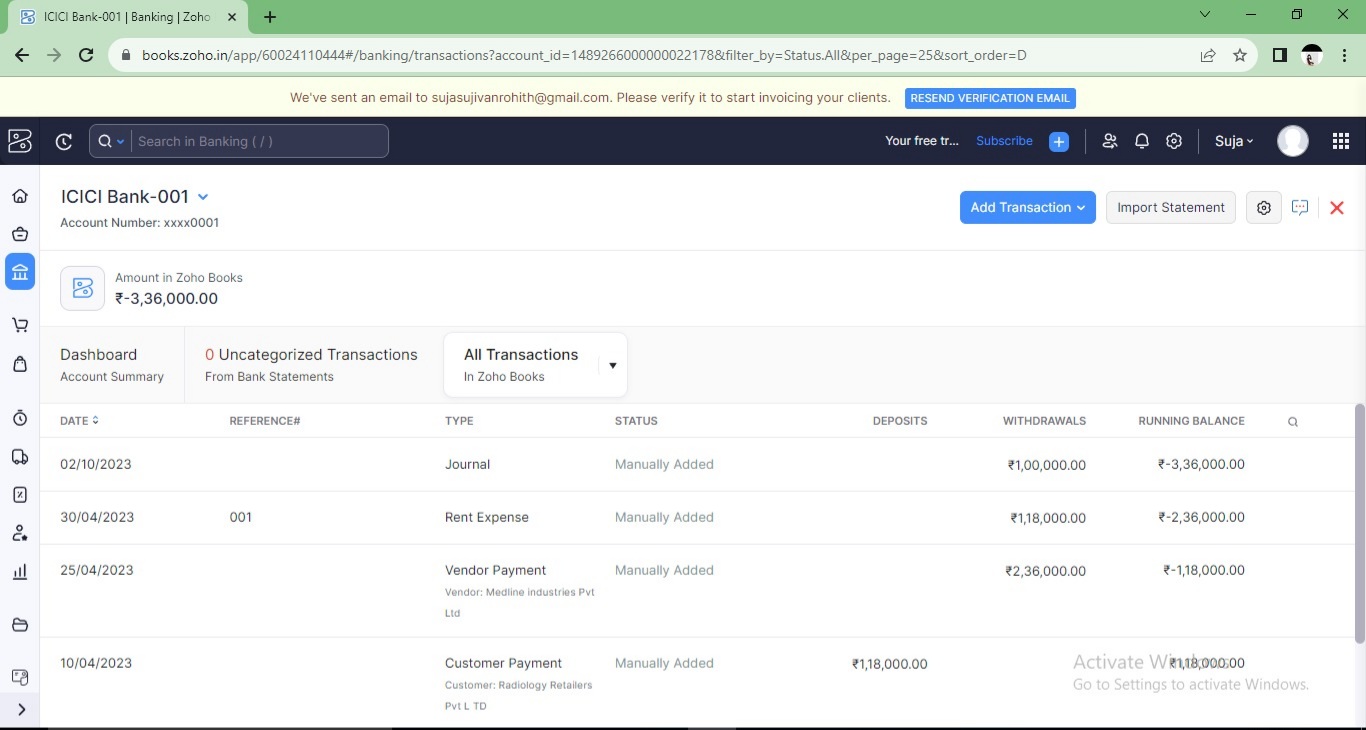 ICICI Bank-001 | Banking | Zoho
books.zoho.in/app/60024110444#/banking/transactions?account_id=1489266000000022178&filter_by=Status.All&per_page=25&sort_order=D
We've sent an email to sujasujivanrohith@gmail.com. Please verify it to start invoicing your clients. RESEND VERIFICATION EMAIL
Search in Banking ( / ) Your free tr... Subscribe Suja
ICICI Bank-001 Add Transaction Import Statement
Account Number: xxxx0001
Amount in Zoho Books
₹-3,36,000.00
Dashboard 0 Uncategorized Transactions All Transactions
Account Summary From Bank Statements In Zoho Books
DATE REFERENCE# TYPE STATUS DEPOSITS WITHDRAWALS RUNNING BALANCE
02/10/2023 Journal Manually Added ₹1,00,000.00 ₹-3,36,000.00
30/04/2023 001 Rent Expense Manually Added ₹1,18,000.00 ₹-2,36,000.00
25/04/2023 Vendor Payment Manually Added ₹2,36,000.00 ₹-1,18,000.00
Vendor: Medline industries Pvt
Ltd
10/04/2023 Customer Payment Manually Added ₹1,18,000.00 ₹1,18,000.00
Customer: Radiology Retailers
Pvt L TD
Activate Windows
Go to Settings to activate Windows.